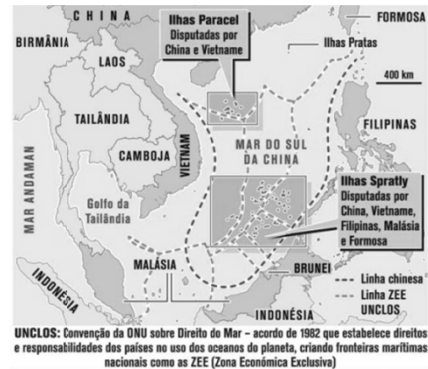 CHINA
FORMOSA
Ilhas Paracel
Disputadas por
China e Vietname
Ilhas Pratas
BIRMÂNIA
LAOS
400 km
TAILÂNDIA
VIETNAM
FILIPINAS
MAR DO SUL
DA CHINA
CAMBOJA
MAR ANDAMAN
Golfo da
Tailândia
Ilhas Spratly
Disputadas por
China, Vietname,
Filipinas, Malásia
e Formosa
MALÁSIA
BRUNEI
INDONÉSIA
INDONÉSIA
Linha chinesa
Linha ZEE
UNCLOS
UNCLOS: Convenção da ONU sobre Direito do Mar – acordo de 1982 que estabelece direitos
e responsabilidades dos países no uso dos oceanos do planeta, criando fronteiras marítimas
nacionais como as ZEE (Zona Económica Exclusiva)